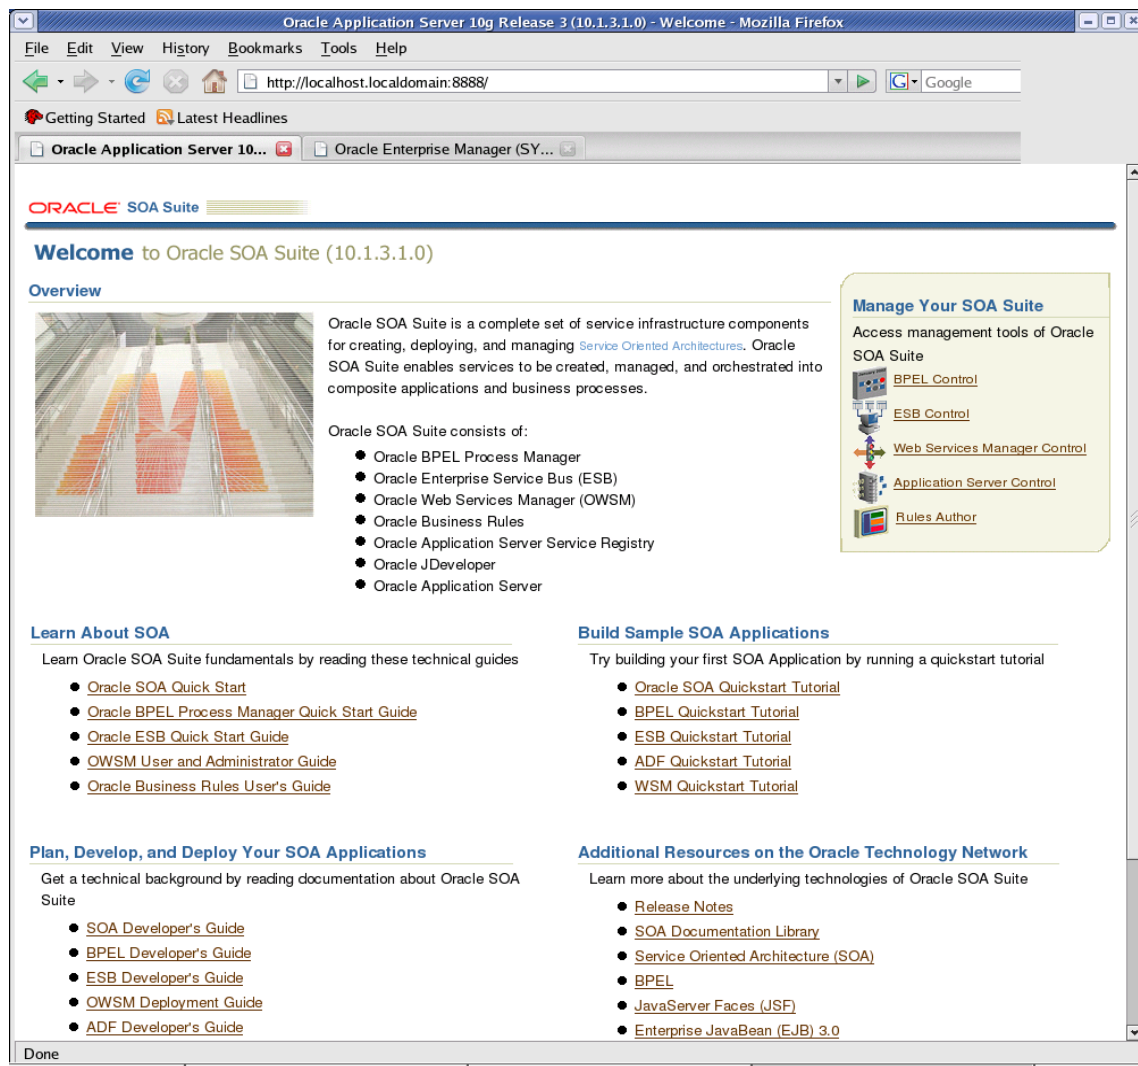 Oracle Application Server 10g Release 3 (10.1.3.1.0) - Welcome - Mozilla Firefox
File Edit View History Bookmarks Tools Help
http://localhost.localdomain:8888/
G Google
Getting Started Latest Headlines
Oracle Application Server 10... Oracle Enterprise Manager (SY...
ORACLE SOA Suite
Welcome to Oracle SOA Suite (10.1.3.1.0)
Overview
Oracle SOA Suite is a complete set of service infrastructure components
for creating, deploying, and managing Service Oriented Architectures. Oracle
SOA Suite enables services to be created, managed, and orchestrated into
composite applications and business processes.
Oracle SOA Suite consists of:
Oracle BPEL Process Manager
Oracle Enterprise Service Bus (ESB)
Oracle Web Services Manager (OWSM)
Oracle Business Rules
Oracle Application Server Service Registry
Oracle JDeveloper
Oracle Application Server
Manage Your SOA Suite
Access management tools of Oracle
SOA Suite
BPEL Control
ESB Control
Web Services Manager Control
Application Server Control
Rules Author
Learn About SOA
Learn Oracle SOA Suite fundamentals by reading these technical guides
Oracle SOA Quick Start
Oracle BPEL Process Manager Quick Start Guide
Oracle ESB Quick Start Guide
OWSM User and Administrator Guide
Oracle Business Rules User's Guide
Build Sample SOA Applications
Try building your first SOA Application by running a quickstart tutorial
Oracle SOA Quickstart Tutorial
BPEL Quickstart Tutorial
ESB Quickstart Tutorial
ADF Quickstart Tutorial
WSM Quickstart Tutorial
Plan, Develop, and Deploy Your SOA Applications
Get a technical background by reading documentation about Oracle SOA
Suite
SOA Developer's Guide
BPEL Developer's Guide
ESB Developer's Guide
OWSM Deployment Guide
ADF Developer's Guide
Additional Resources on the Oracle Technology Network
Learn more about the underlying technologies of Oracle SOA Suite
Release Notes
SOA Documentation Library
Service Oriented Architecture (SOA)
BPEL
JavaServer Faces (JSF)
Enterprise JavaBean (EJB) 3.0
Done